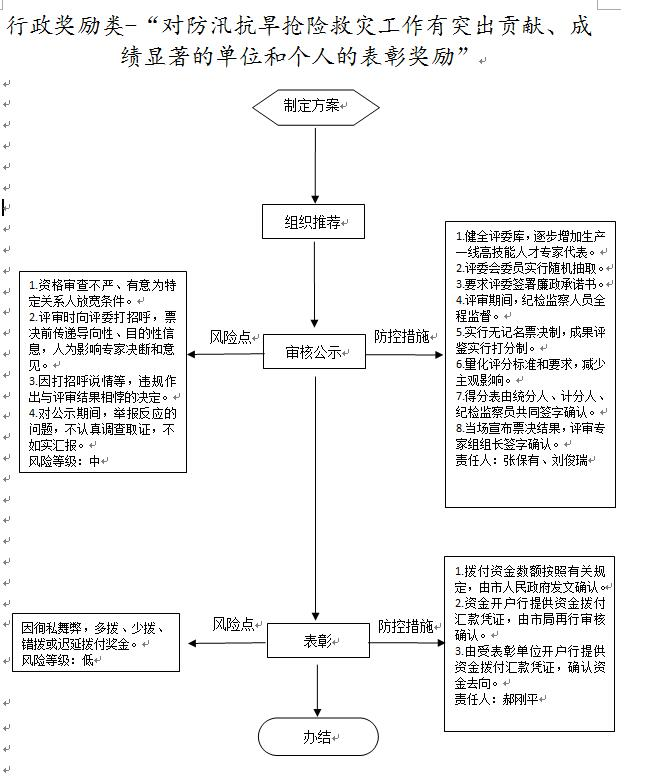 行政奖励类-“对防汛抗旱抢险救灾工作有突出贡献、成
绩显著的单位和个人的表彰奖励”
制定方案
组织推荐
1.资格审查不严、有意为特
定关系人放宽条件。
2.评审时向评委打招呼，票
决前传递导向性、目的性信
息，人为影响专家决断和意
见。
3.因打招呼说情等，违规作
出与评审结果相悖的决定。
4.对公示期间，举报反应的
问题，不认真调查取证，不
如实汇报。
风险等级：中
风险点
审核公示
防控措施
1.健全评委库，逐步增加生产
一线高技能人才专家代表。
2.评委会委员实行随机抽取。
3.要求评委签署廉政承诺书。
4.评审期间，纪检监察人员全
程监督。
5.实行无记名票决制，成果评
鉴实行打分制。
6.量化评分标准和要求，减少
主观影响。
7.得分表由统分人、计分人、
纪检监察员共同签字确认。
8.当场宣布票决结果，评审专
家组组长签字确认。
责任人：张保有、刘俊瑞
因徇私舞弊，多拨、少拨、
错拨或迟延拨付奖金。
风险等级：低
风险点
表彰
防控措施
1.拨付资金数额按照有关规
定，由市人民政府发文确认。
2.资金开户行提供资金拨付
汇款凭证，由市局再行审核
确认。
3.由受表彰单位开户行提供
资金拨付汇款凭证，确认资
金去向。
责任人：郝刚平
办结